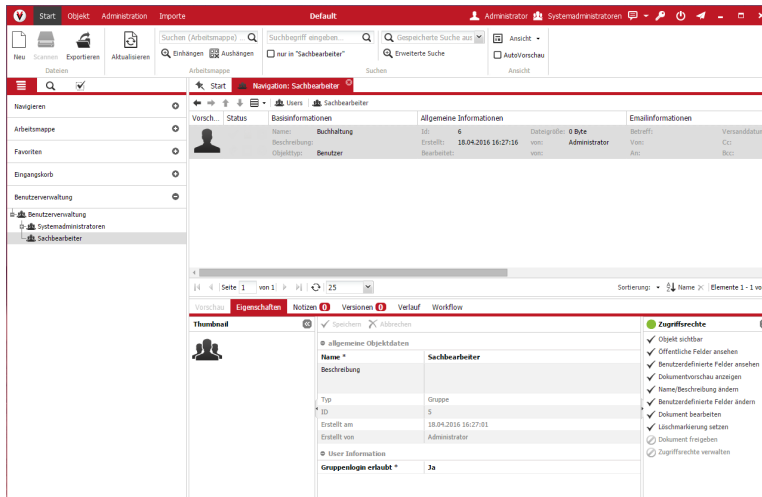 Start Objekt Administration Importe Default Administrator Systemadministratoren
Neu Scannen Exportieren Aktualisieren
Suchen (Arbeitsmappe) ... Suchbegriff eingeben... Gespeicherte Suche aus Ansicht
Einhängen Aushängen nur in "Sachbearbeiter" Erweiterte Suche AutoVorschau
Dateien Arbeitsmappe Suchen Ansicht
Start Navigation: Sachbearbeiter
Navigieren
Arbeitsmappe
Favoriten
Eingangskorb
Benutzerverwaltung
Benutzerverwaltung
Systemadministratoren
Sachbearbeiter
Users Sachbearbeiter
Vorsch... Status Basisinformationen Allgemeine Informationen Emailinformationen
Name: Buchhaltung Id: 6 Dateigröße: 0 Byte Betreff: Versanddatum
Beschreibung: Erstellt: 18.04.2016 16:27:16 von: Administrator Von: Cc:
Objekttyp: Benutzer Bearbeitet: von: An: Bcc:
Seite 1 von 1 25 Sortierung: Name Elemente 1 - 1 vo
Vorschau Eigenschaften Notizen 0 Versionen 0 Verlauf Workflow
Thumbnail
Speichern Abbrechen
allgemeine Objektdaten
Name * Sachbearbeiter
Beschreibung
Typ Gruppe
ID 5
Erstellt am 18.04.2016 16:27:01
Erstellt von Administrator
User Information
Gruppenlogin erlaubt * Ja
Zugriffsrechte
Objekt sichtbar
Öffentliche Felder ansehen
Benutzerdefinierte Felder ansehen
Dokumentvorschau anzeigen
Name/Beschreibung ändern
Benutzerdefinierte Felder ändern
Dokument bearbeiten
Löschmarkierung setzen
Dokument freigeben
Zugriffsrechte verwalten